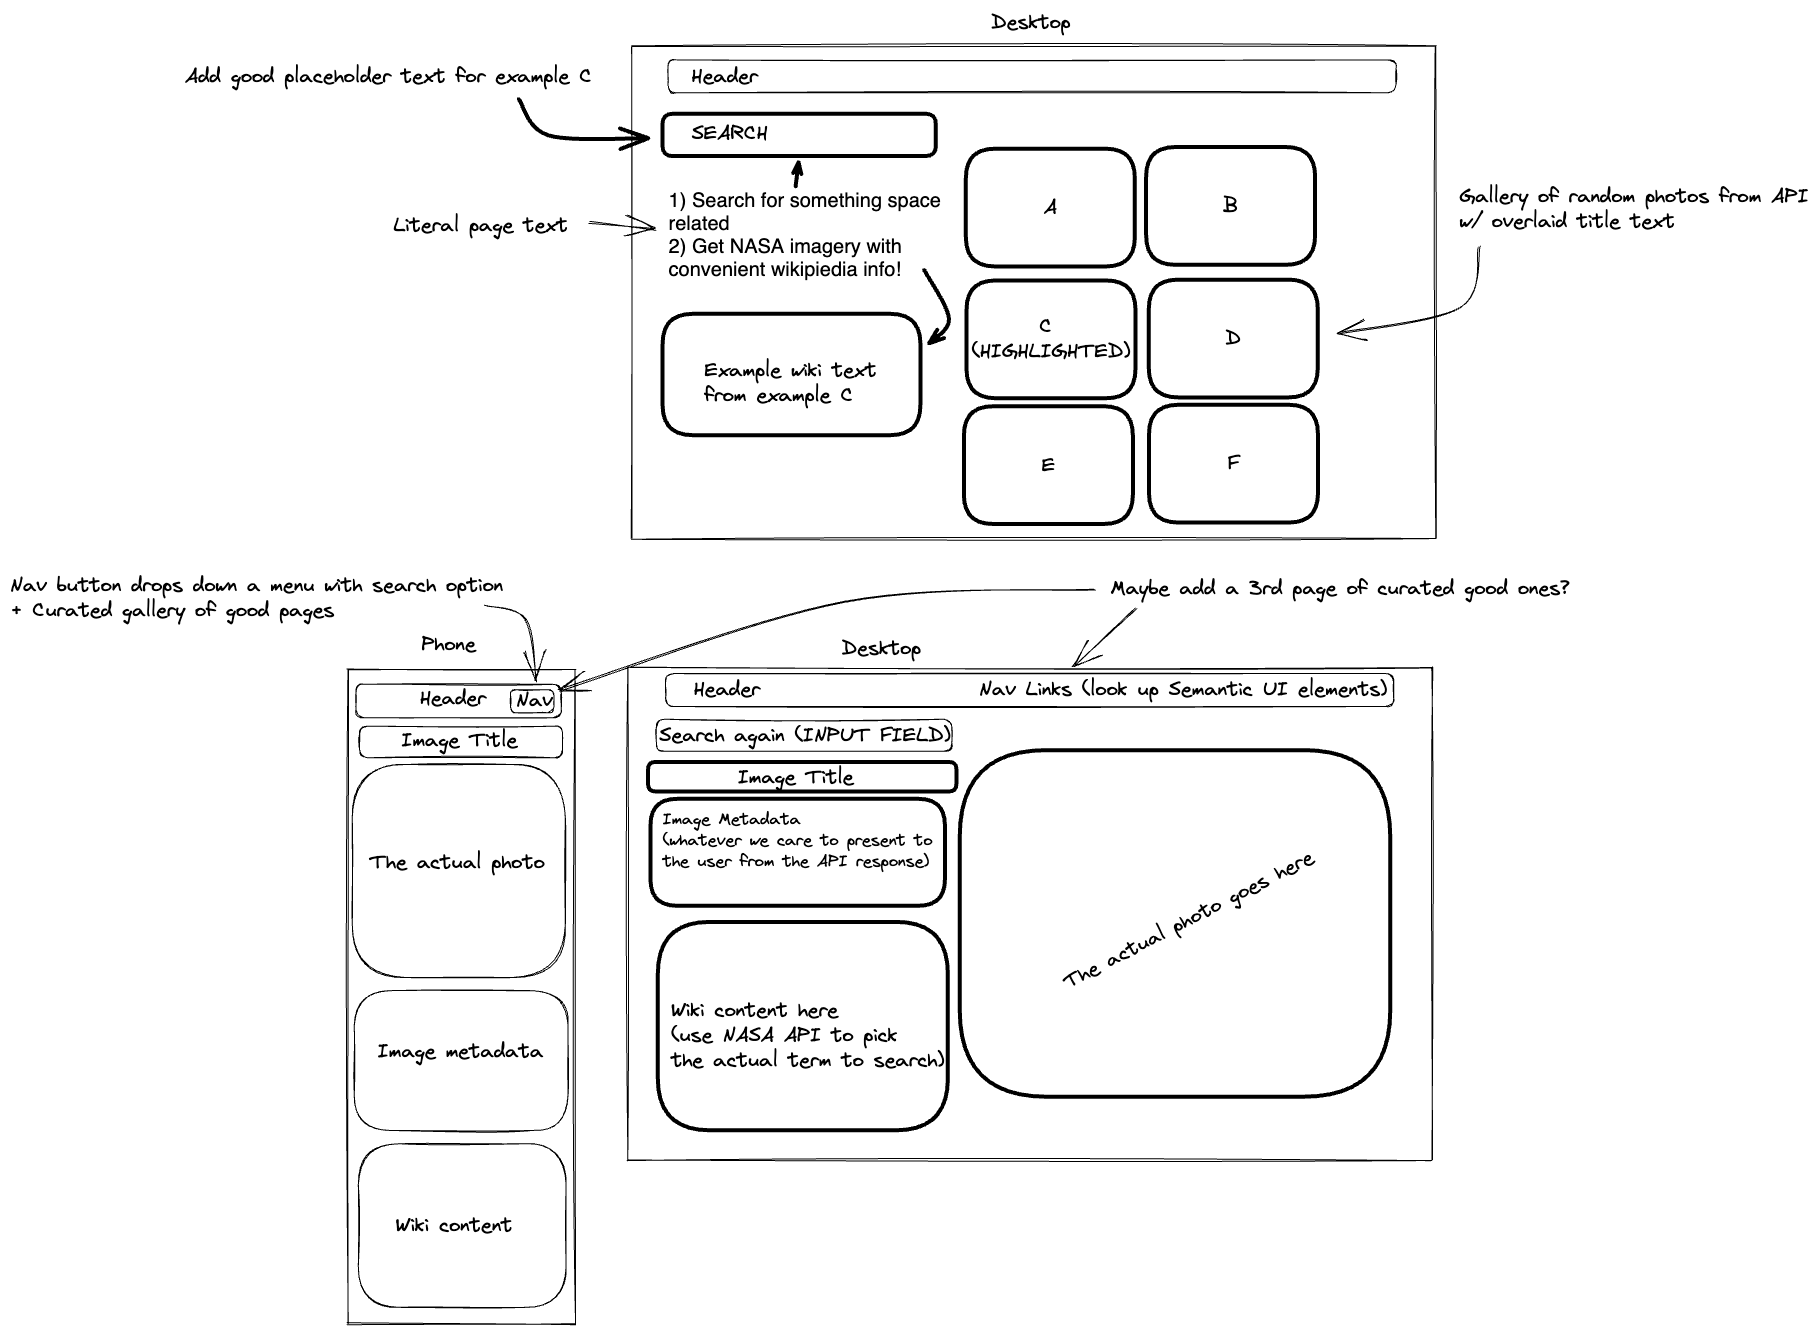 Desktop
Add good placeholder text for example C
Header
SEARCH
Literal page text
1) Search for something space
related
2) Get NASA imagery with
convenient wikipiedia info!
Example wiki text
from example C
A
B
C
(HIGHLIGHTED)
D
E
F
Gallery of random photos from API
w/ overlaid title text
Nav button drops down a menu with search option
+ Curated gallery of good pages
Maybe add a 3rd page of curated good ones?
Phone
Header
Nav
Image Title
The actual photo
Image metadata
Wiki content
Desktop
Header
Nav Links (look up Semantic UI elements)
Search again (INPUT FIELD)
Image Title
Image Metadata
(whatever we care to present to
the user from the API response)
Wiki content here
(use NASA API to pick
the actual term to search)
The actual photo goes here